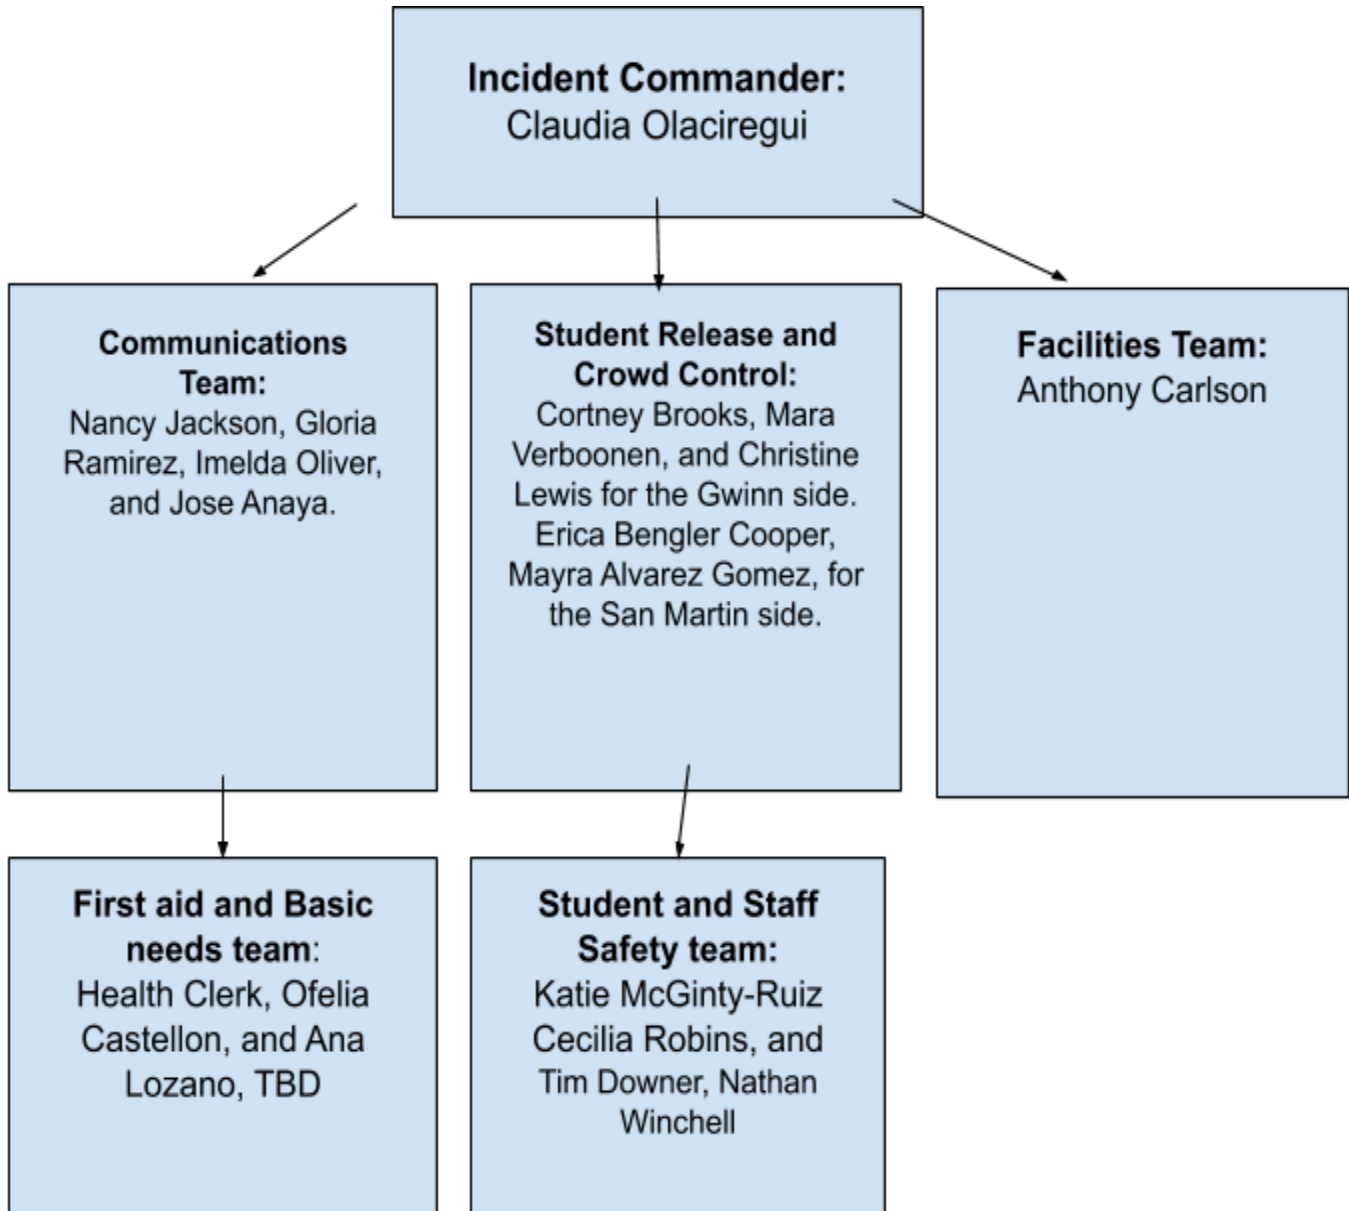 Incident Commander:
Claudia Olaciregui
Communications
Team:
Nancy Jackson, Gloria
Ramirez, Imelda Oliver,
and Jose Anaya.
Student Release and
Crowd Control:
Cortney Brooks, Mara
Verboonen, and Christine
Lewis for the Gwinn side.
Erica Bengler Cooper,
Mayra Alvarez Gomez, for
the San Martin side.
Facilities Team:
Anthony Carlson
First aid and Basic
needs team:
Health Clerk, Ofelia
Castellon, and Ana
Lozano, TBD
Student and Staff
Safety team:
Katie McGinty-Ruiz
Cecilia Robins, and
Tim Downer, Nathan
Winchell